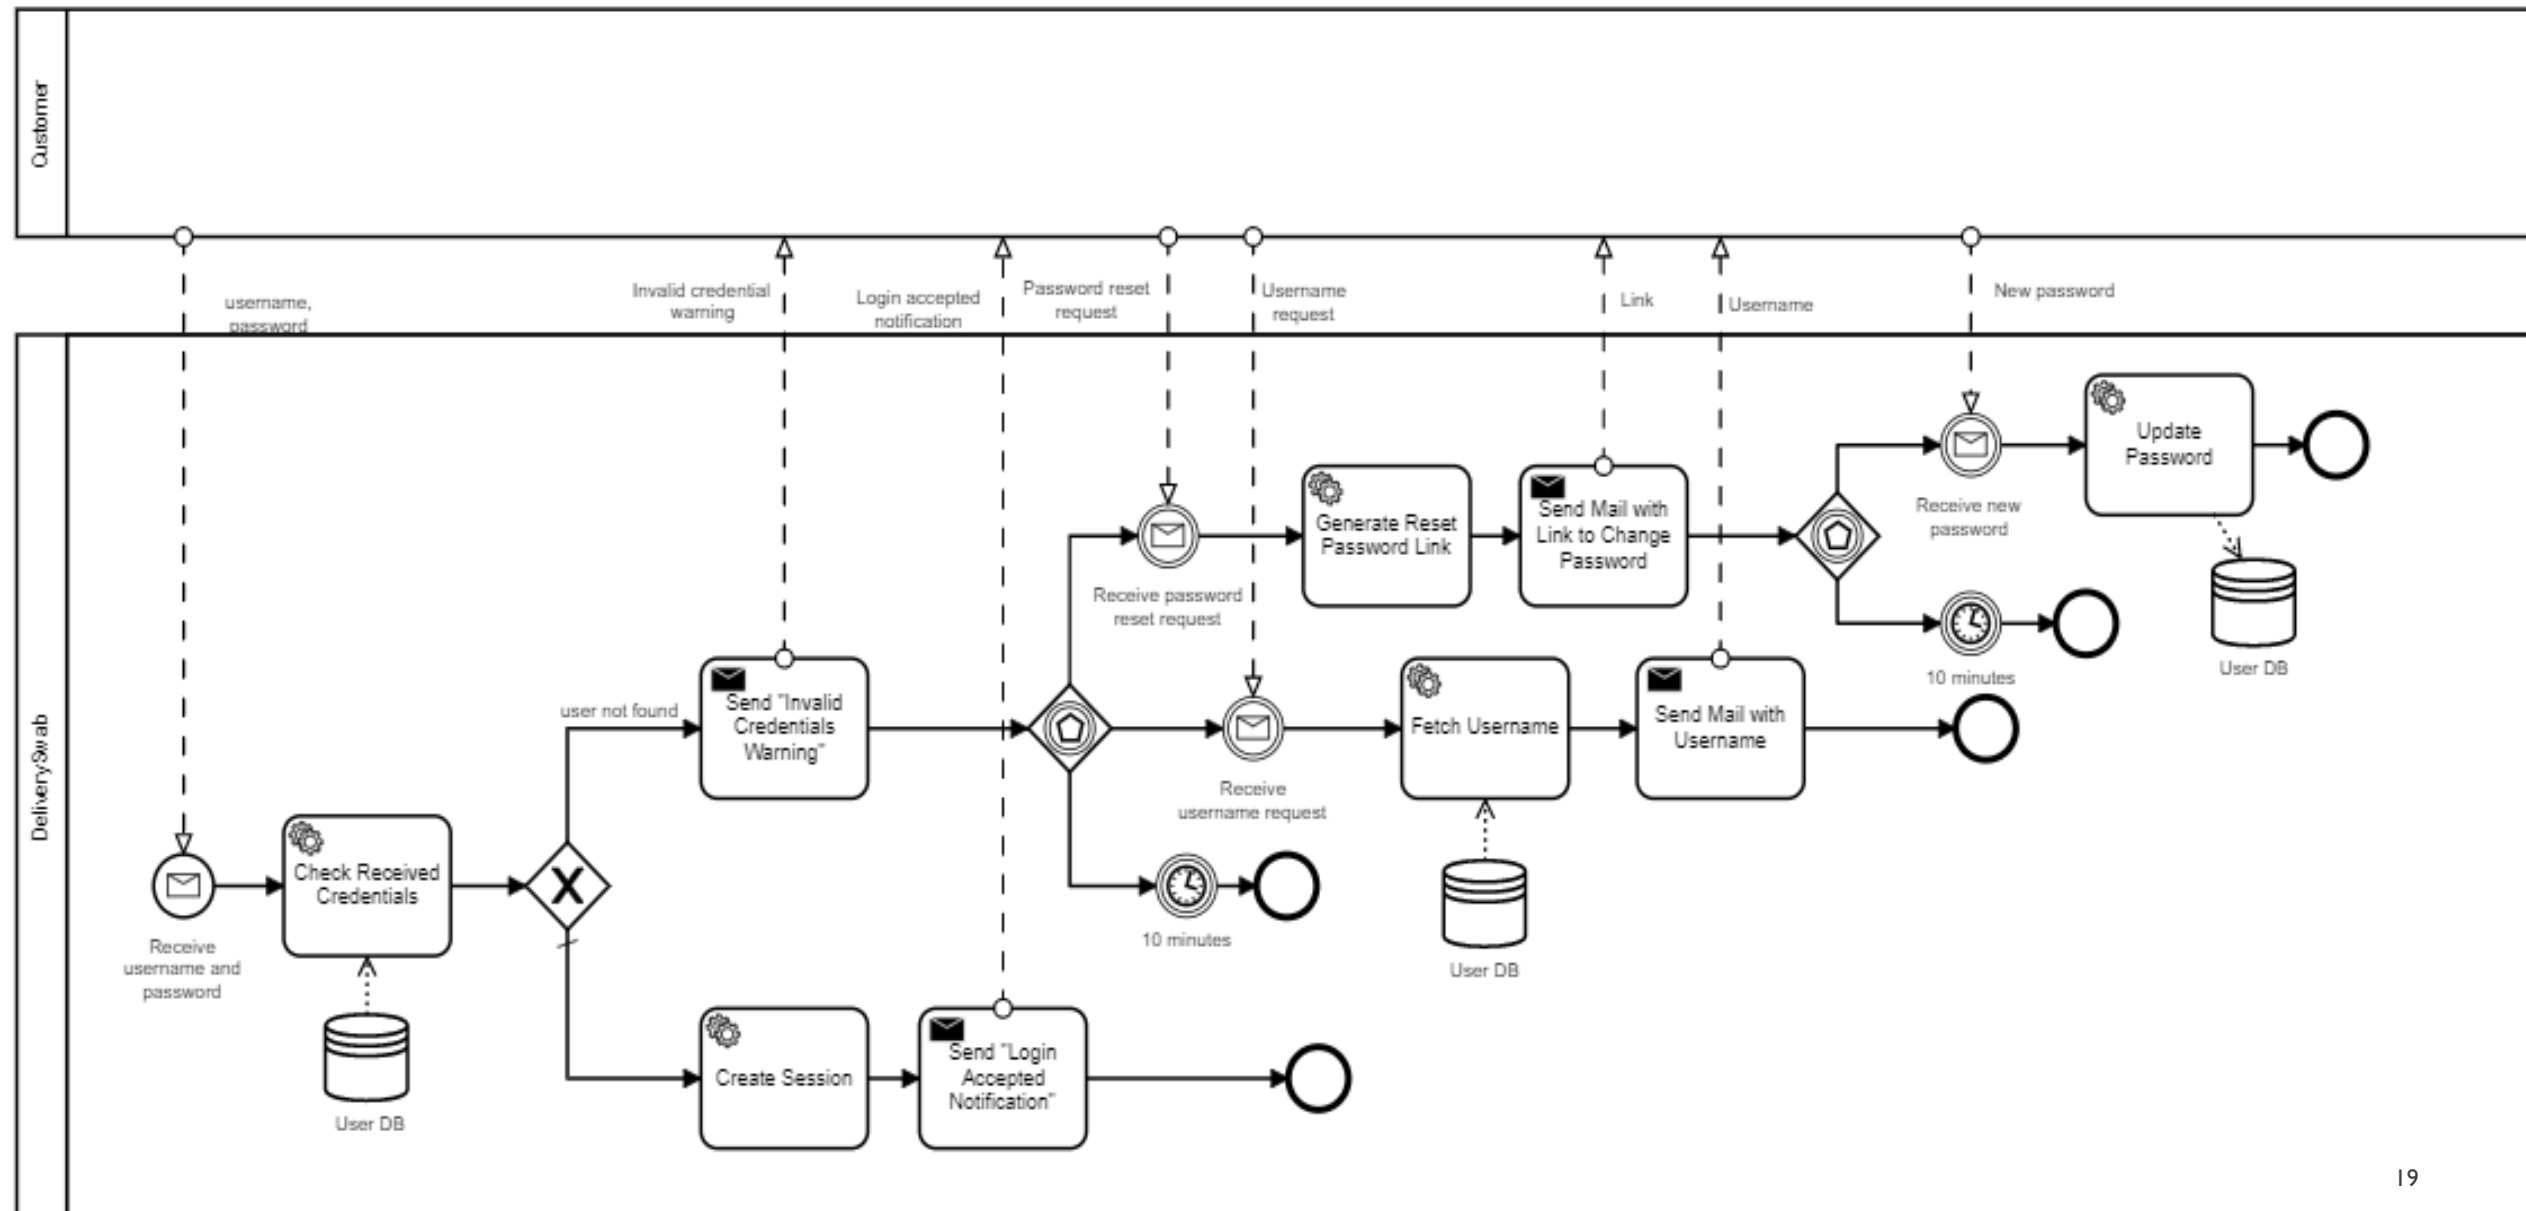 Customer
username,
password
Invalid credential
warning
Login accepted
notification
Password reset
request
Username
request
Link
Username
New password
DeliverySwab
Receive
username and
password
Check Received
Credentials
User DB
X
user not found
Send "Invalid
Credentials
Warning"
Create Session
Send "Login
Accepted
Notification"
Receive password
reset request
Generate Reset
Password Link
Send Mail with
Link to Change
Password
Receive new
password
Update
Password
User DB
10 minutes
Receive
username request
Fetch Username
User DB
Send Mail with
Username
10 minutes
19